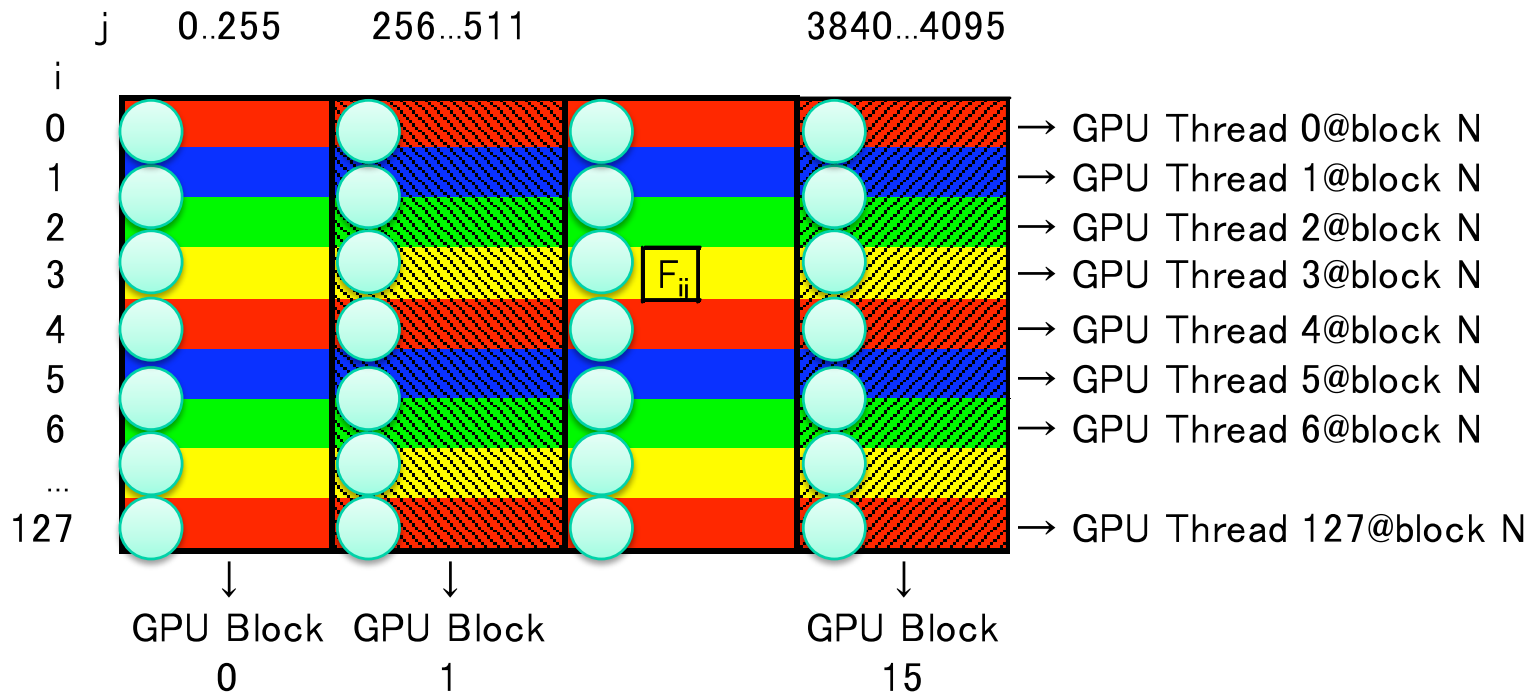 j 0..255 256...511 3840...4095
i
0 → GPU Thread 0@block N
1 → GPU Thread 1@block N
2 → GPU Thread 2@block N
3 Fij → GPU Thread 3@block N
4 → GPU Thread 4@block N
5 → GPU Thread 5@block N
6 → GPU Thread 6@block N
...
127 → GPU Thread 127@block N
↓ ↓ ↓
GPU Block GPU Block GPU Block
0 1 15